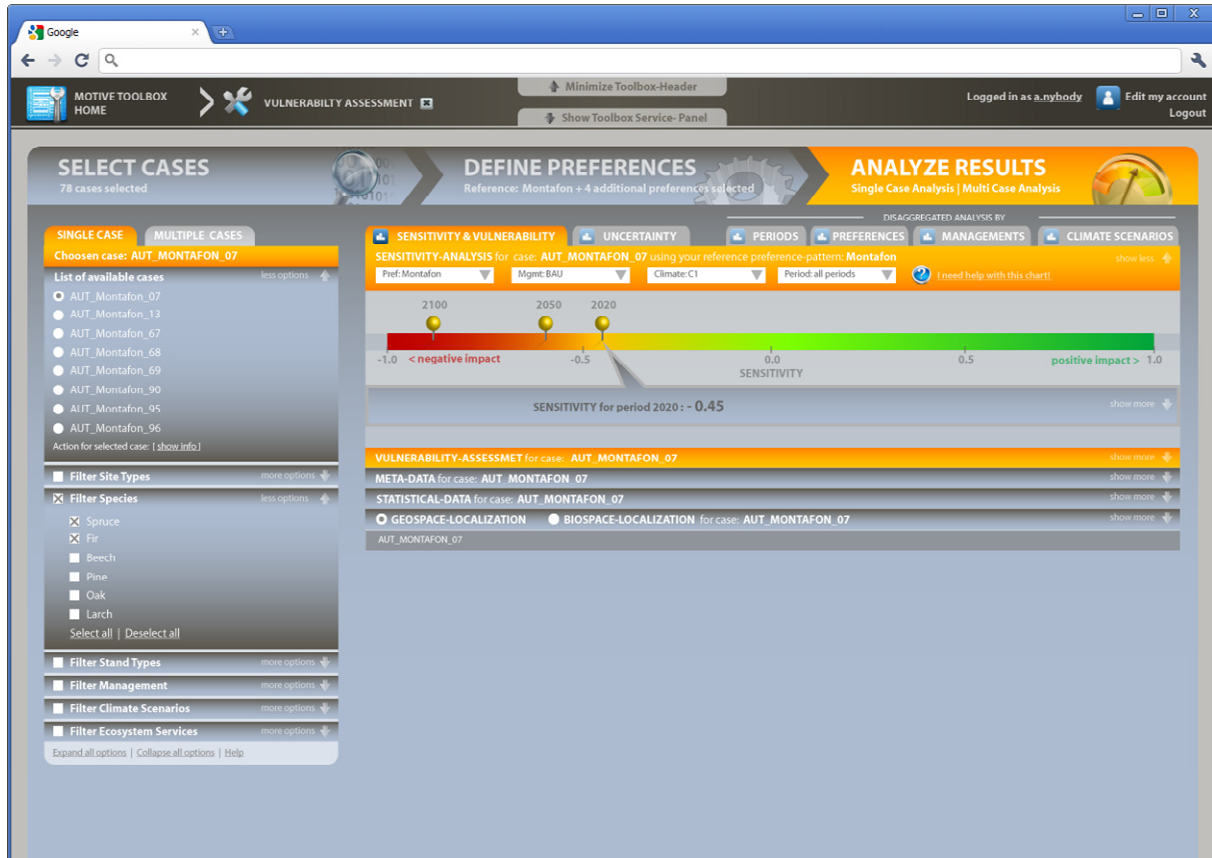 Google
MOTIVE TOOLBOX
HOME
VULNERABILTY ASSESSMENT
Minimize Toolbox-Header
Show Toolbox Service- Panel
Logged in as a.nybody
Edit my account
Logout
SELECT CASES
78 cases selected
DEFINE PREFERENCES
Reference: Montafon + 4 additional preferences selected
ANALYZE RESULTS
Single Case Analysis | Multi Case Analysis
SINGLE CASE
MULTIPLE CASES
Choosen case: AUT_MONTAFON_07
List of available cases
less options
AUT_Montafon_07
AUT_Montafon_13
AUT_Montafon_67
AUT_Montafon_68
AUT_Montafon_69
AUT_Montafon_90
AUT_Montafon_95
AUT_Montafon_96
Action for selected case: [ show info ]
Filter Site Types
more options
Filter Species
less options
Spruce
Fir
Beech
Pine
Oak
Larch
Select all | Deselect all
Filter Stand Types
more options
Filter Management
more options
Filter Climate Scenarios
more options
Filter Ecosystem Services
more options
Expand all options | Collapse all options | Help
DISAGGREGATED ANALYSIS BY
SENSITIVITY & VULNERABILITY
UNCERTAINTY
PERIODS
PREFERENCES
MANAGEMENTS
CLIMATE SCENARIOS
SENSITIVITY-ANALYSIS for case: AUT_MONTAFON_07 using your reference preference-pattern: Montafon
show less
Pref: Montafon
Mgmt: BAU
Climate: C1
Period: all periods
I need help with this chart!
2100
2050
2020
-1.0
< negative impact
-0.5
0.0
0.5
positive impact >
1.0
SENSITIVITY
SENSITIVITY for period 2020 : - 0.45
show more
VULNERABILITY-ASSESSMET for case: AUT_MONTAFON_07
show more
META-DATA for case: AUT_MONTAFON_07
show more
STATISTICAL-DATA for case: AUT_MONTAFON_07
show more
GEOSPACE-LOCALIZATION
BIOSPACE-LOCALIZATION for case: AUT_MONTAFON_07
show more
AUT_MONTAFON_07